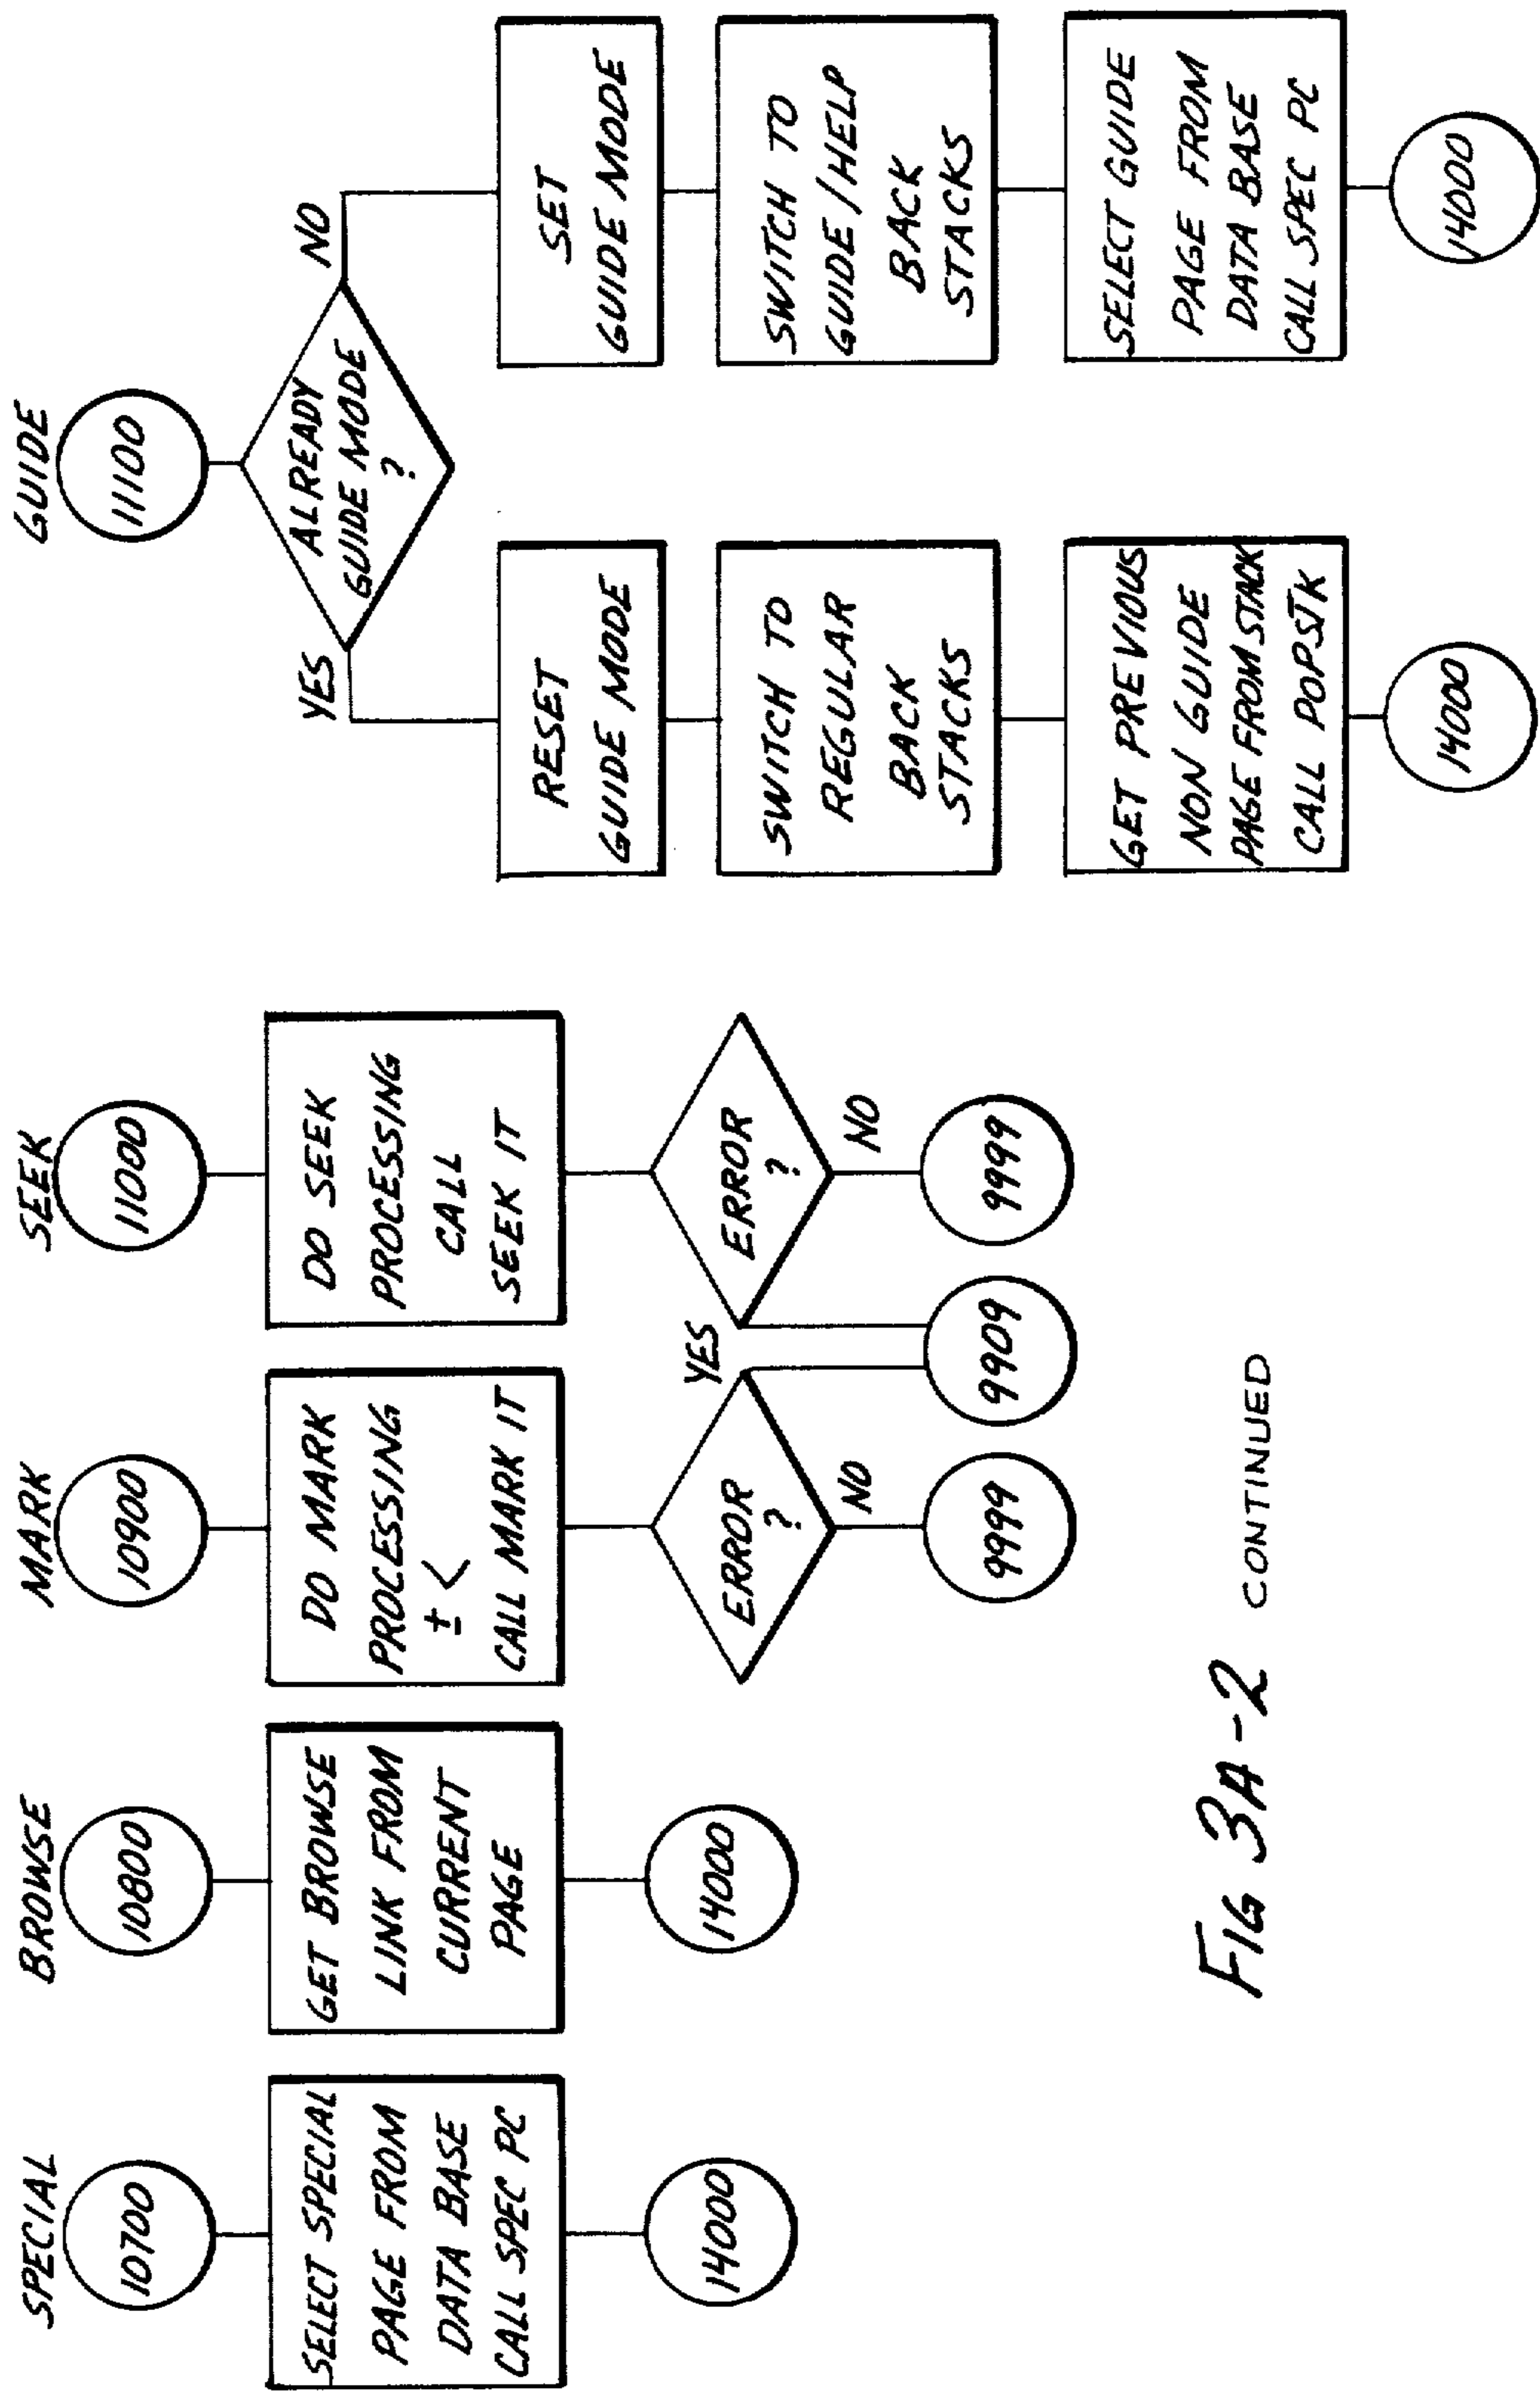 SPECIAL
10700
SELECT SPECIAL
PAGE FROM
DATA BASE
CALL SPEC PC
14000
BROWSE
10800
GET BROWSE
LINK FROM
CURRENT
PAGE
14000
MARK
10900
DO MARK
PROCESSING
± <
CALL MARK IT
ERROR
?
NO
9999
YES
9909
SEEK
11000
DO SEEK
PROCESSING
CALL
SEEK IT
ERROR
?
NO
9999
GUIDE
11100
ALREADY
GUIDE MODE
?
YES
RESET
GUIDE MODE
SWITCH TO
REGULAR
BACK
STACKS
GET PREVIOUS
NON GUIDE
PAGE FROM STACK
CALL POPSTK
14000
NO
SET
GUIDE MODE
SWITCH TO
GUIDE/HELP
BACK
STACKS
SELECT GUIDE
PAGE FROM
DATA BASE
CALL SPEC PC
14000
FIG 3A-2 CONTINUED